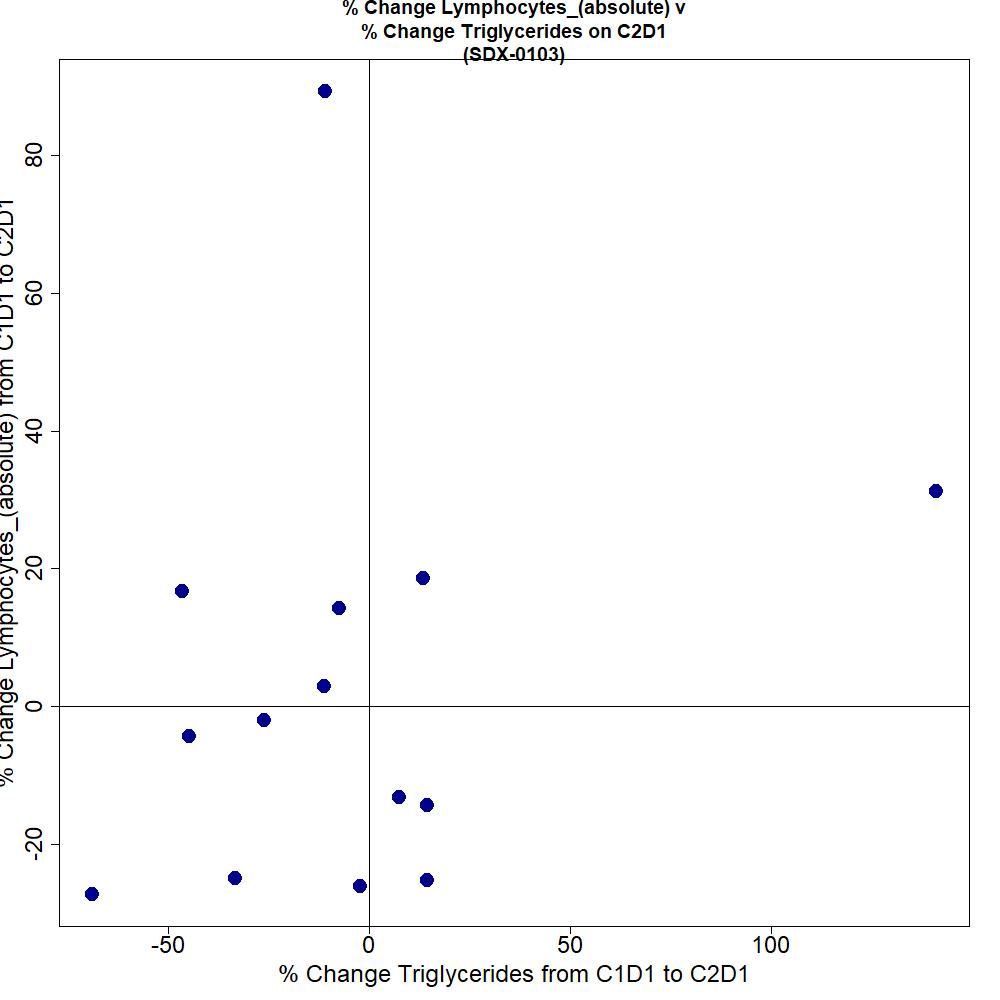 % Change Lymphocytes_(absolute) v
% Change Triglycerides on C2D1
(SDX-0103)
% Change Lymphocytes_(absolute) from C1D1 to C2D1
80
60
40
20
0
-20
-50
0
50
100
% Change Triglycerides from C1D1 to C2D1